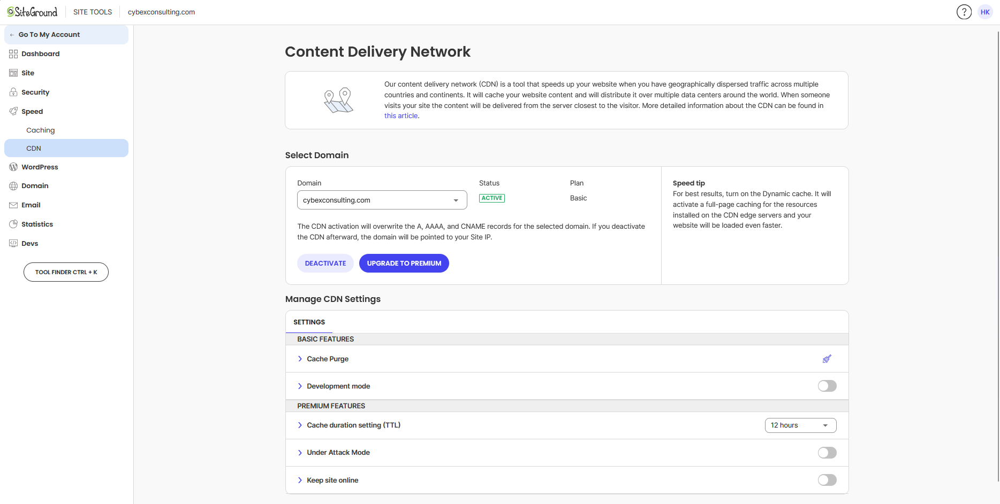 SiteGround
SITE TOOLS
cybexconsulting.com
?
HK
← Go To My Account
Dashboard
Site
Security
Speed
Caching
CDN
WordPress
Domain
Email
Statistics
Devs
TOOL FINDER CTRL + K
Content Delivery Network
Our content delivery network (CDN) is a tool that speeds up your website when you have geographically dispersed traffic across multiple
countries and continents. It will cache your website content and will distribute it over multiple data centers around the world. When someone
visits your site the content will be delivered from the server closest to the visitor. More detailed information about the CDN can be found in
this article.
Select Domain
Domain
cybexconsulting.com
Status
ACTIVE
Plan
Basic
The CDN activation will overwrite the A, AAAA, and CNAME records for the selected domain. If you deactivate
the CDN afterward, the domain will be pointed to your Site IP.
DEACTIVATE
UPGRADE TO PREMIUM
Speed tip
For best results, turn on the Dynamic cache. It will
activate a full-page caching for the resources
installed on the CDN edge servers and your
website will be loaded even faster.
Manage CDN Settings
SETTINGS
BASIC FEATURES
Cache Purge
Development mode
PREMIUM FEATURES
Cache duration setting (TTL)
12 hours
Under Attack Mode
Keep site online